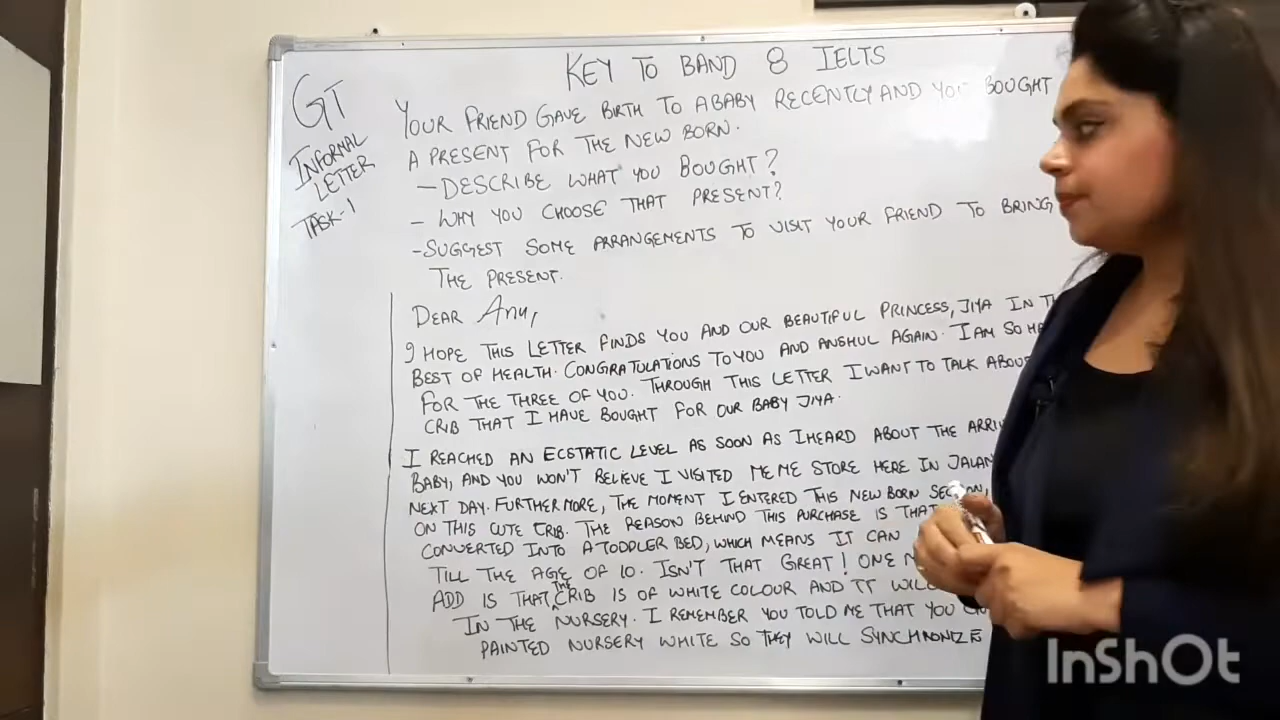 KEY TO BAND 8 IELTS
GT
INFORMAL
LETTER
TASK-1
YOUR FRIEND GAVE BIRTH TO A BABY RECENTLY AND YOU BOUGHT
A PRESENT FOR THE NEW BORN.
- DESCRIBE WHAT YOU BOUGHT?
- WHY YOU CHOOSE THAT PRESENT?
- SUGGEST SOME ARRANGEMENTS TO VISIT YOUR FRIEND TO BRING
THE PRESENT.
DEAR Anu,
I HOPE THIS LETTER FINDS YOU AND OUR BEAUTIFUL PRINCESS, JIYA IN
BEST OF HEALTH. CONGRATULATIONS TO YOU AND ANSHUL AGAIN. I AM SO
FOR THE THREE OF YOU. THROUGH THIS LETTER I WANT TO TALK
CRIB THAT I HAVE BOUGHT FOR OUR BABY JIYA.
I REACHED AN ECSTATIC LEVEL AS SOON AS I HEARD ABOUT THE
BABY, AND YOU WON'T BELIEVE I VISITED ME ME STORE HERE IN
NEXT DAY. FURTHERMORE, THE MOMENT I ENTERED THIS NEW BORN
ON THIS CUTE CRIB. THE REASON BEHIND THIS PURCHASE IS THAT
CONVERTED INTO A TODDLER BED, WHICH MEANS IT CAN
TILL THE AGE OF 10. ISN'T THAT GREAT! ONE
ADD IS THAT THE CRIB IS OF WHITE COLOUR AND IT
IN THE NURSERY. I REMEMBER YOU TOLD ME THAT YOU
PAINTED NURSERY WHITE SO THEY WILL SYNCHRONIZE
InShOt